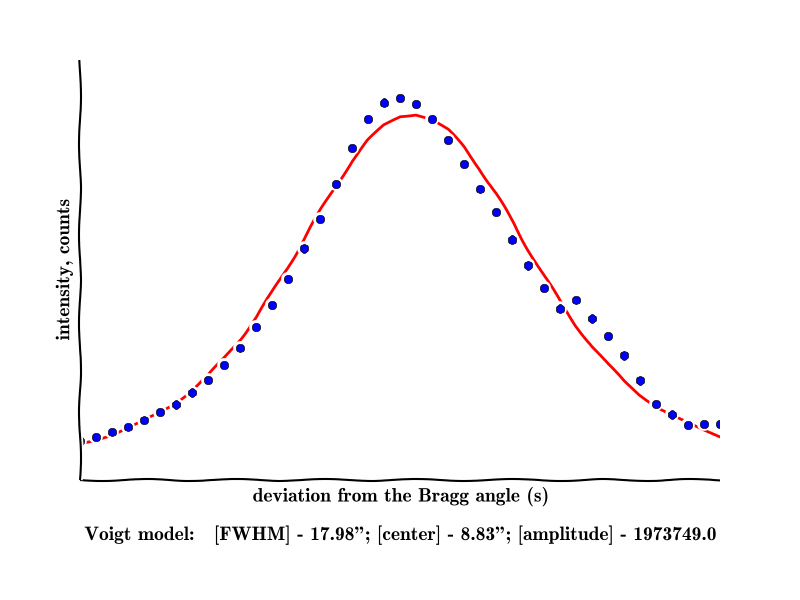 intensity, counts
deviation from the Bragg angle (s)
Voigt model: [FWHM] - 17.98”; [center] - 8.83”; [amplitude] - 1973749.0